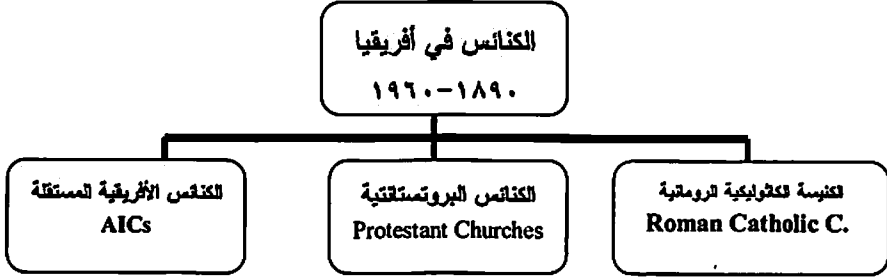 الكنائس في أفريقيا
١٨٩٠-١٩٦٠
الكنيسة الكاثوليكية الرومانية
Roman Catholic C.
الكنائس البروتستانتية
Protestant Churches
الكنائس الأفريقية المستقلة
AICs